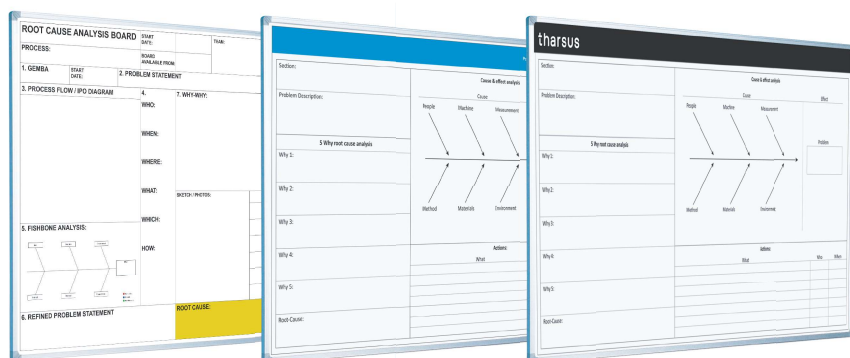 ROOT CAUSE ANALYSIS BOARD
START DATE:
TEAM:
PROCESS:
BOARD AVAILABLE FROM:
1. GEMBA
START DATE:
2. PROBLEM STATEMENT
3. PROCESS FLOW / IPO DIAGRAM
4.
7. WHY-WHY:
WHO:
WHEN:
WHERE:
WHAT:
SKETCH / PHOTOS:
WHICH:
5. FISHBONE ANALYSIS:
HOW:
ROOT CAUSE:
6. REFINED PROBLEM STATEMENT
Section:
Cause & effect analysis
Problem Description:
Cause
People
Machine
Measurement
5 Why root cause analysis
Why 1:
Why 2:
Method
Materials
Environment
Why 3:
Actions:
Why 4:
What
Why 5:
Root-Cause:
tharsus
Section:
Cause & effect analysis
Problem Description:
Cause
Effect
People
Machine
Measurement
5 Why root cause analysis
Problem
Why 1:
Why 2:
Method
Materials
Environment
Why 3:
Actions:
Why 4:
What
Who
When
Why 5:
Root-Cause: